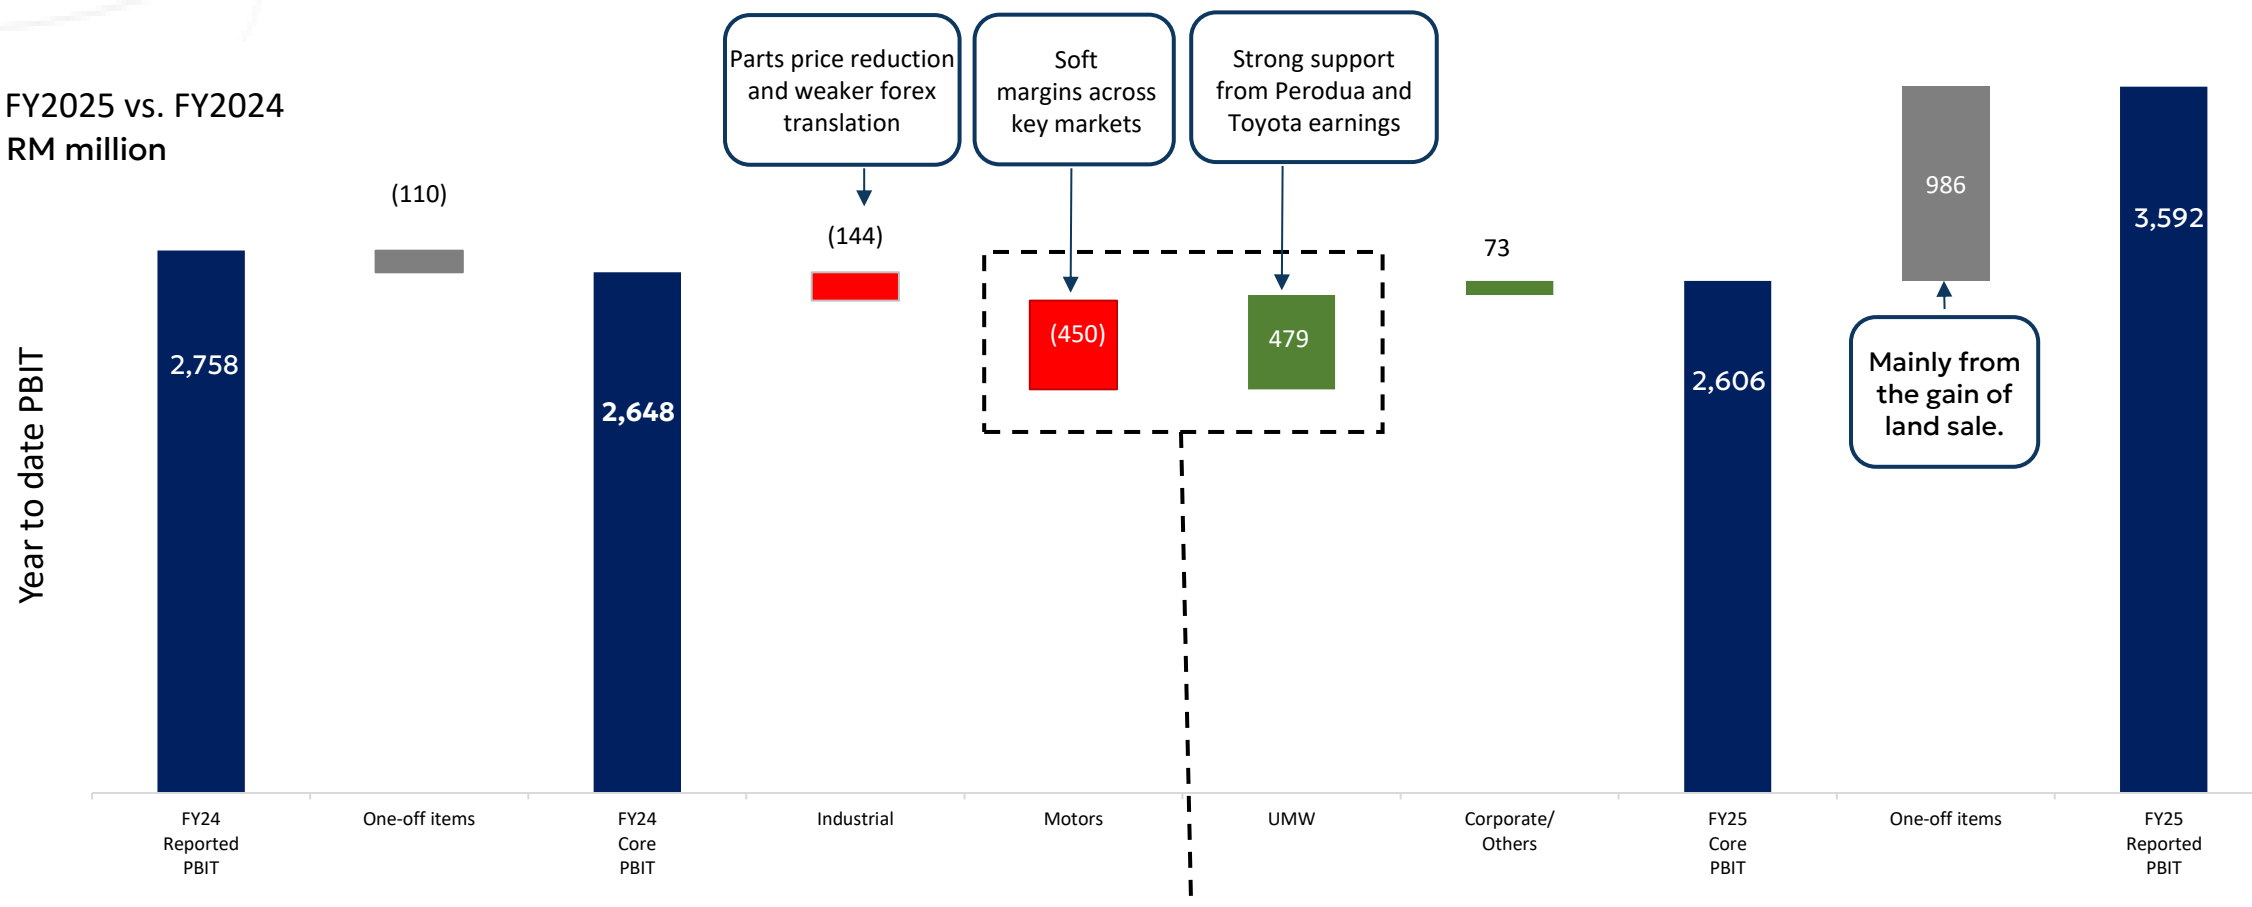 FY2025 vs. FY2024
RM million
Year to date PBIT
Parts price reduction
and weaker forex
translation
Soft
margins across
key markets
Strong support
from Perodua and
Toyota earnings
(110)
(144)
(450)
479
73
986
2,758
2,648
2,606
3,592
Mainly from
the gain of
land sale.
FY24
Reported
PBIT
One-off items
FY24
Core
PBIT
Industrial
Motors
UMW
Corporate/
Others
FY25
Core
PBIT
One-off items
FY25
Reported
PBIT